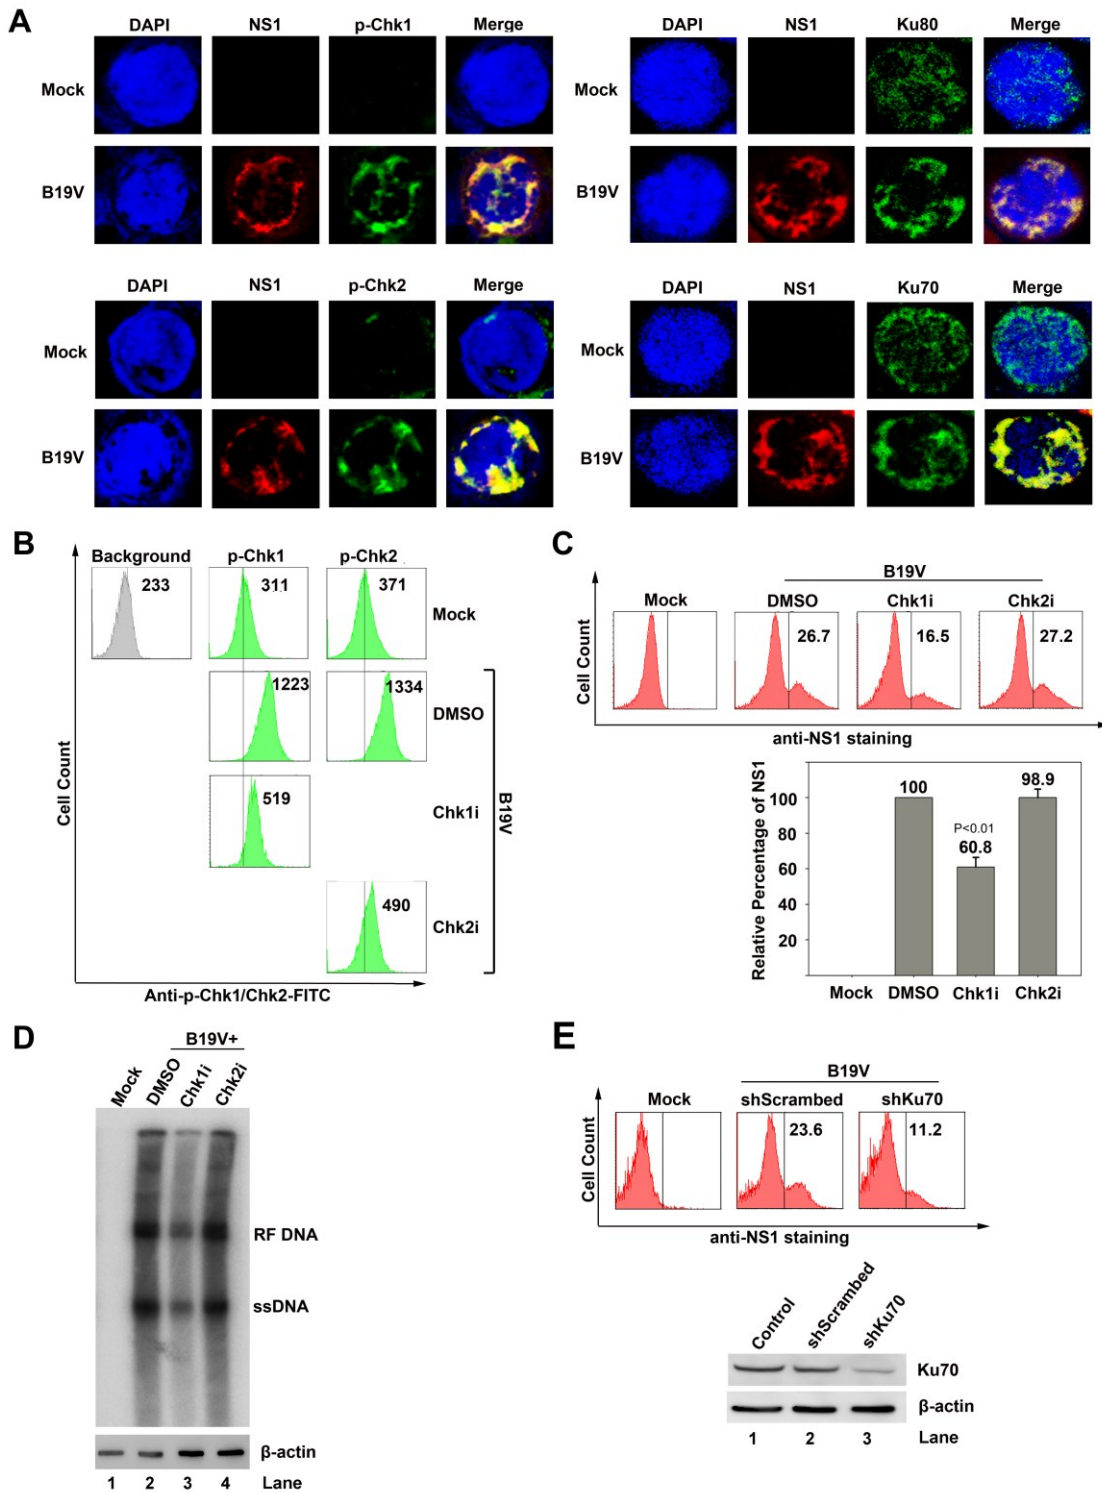 A
DAPI NS1 p-Chk1 Merge
Mock
B19V
DAPI NS1 Ku80 Merge
Mock
B19V
DAPI NS1 p-Chk2 Merge
Mock
B19V
DAPI NS1 Ku70 Merge
Mock
B19V
B
Background p-Chk1 p-Chk2
233 311 371 Mock
1223 1334 DMSO
519 Chk1i
490 Chk2i
B19V
Cell Count
Anti-p-Chk1/Chk2-FITC
C
B19V
Mock DMSO Chk1i Chk2i
26.7 16.5 27.2
Cell Count
anti-NS1 staining
Relative Percentage of NS1
100
80
60
40
20
100 P<0.01 60.8 98.9
Mock DMSO Chk1i Chk2i
D
B19V+
Mock DMSO Chk1i Chk2i
RF DNA
ssDNA
β-actin
1 2 3 4 Lane
E
B19V
Mock shScrambed shKu70
23.6 11.2
Cell Count
anti-NS1 staining
Control shScrambed shKu70
Ku70
β-actin
1 2 3 Lane